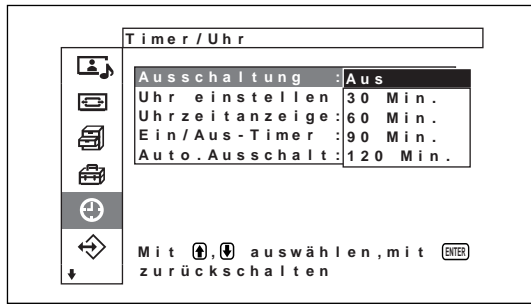 Timer/Uhr
Ausschaltung :Aus
Uhr einstellen 30 Min.
Uhrzeitanzeige:60 Min.
Ein/Aus-Timer :90 Min.
Auto.Ausschalt:120 Min.
Mit , auswählen,mit ENTER
zurückschalten